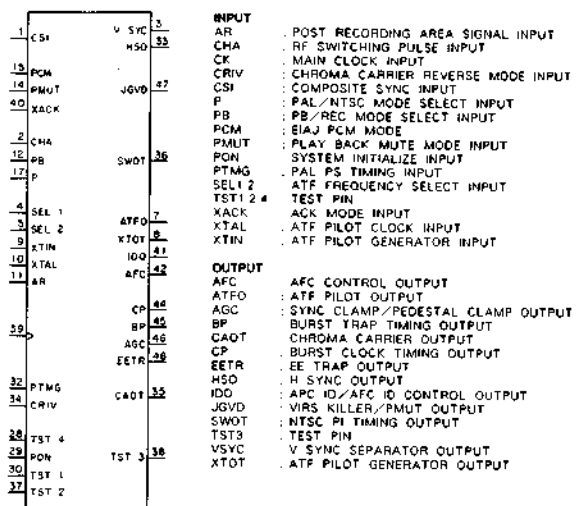 1 CSI
V SYC 3
HSO 33
13 PCM
14 PMUT
JGVD 47
40 XACK
2 CHA
12 PB
SWOT 36
17 P
4 SEL 1
ATFO 7
5 SEL 2
XTOT 8
9 XTIN
IDO 41
10 XTAL
AFC 42
11 AR
CP 44
BP 45
39
AGC 46
EETR 48
32 PTMG
CAOT 35
34 CRIV
28 TST 4
29 PON
TST 3 38
30 TST 1
37 TST 2
INPUT
AR : POST RECORDING AREA SIGNAL INPUT
CHA : RF SWITCHING PULSE INPUT
CK : MAIN CLOCK INPUT
CRIV : CHROMA CARRIER REVERSE MODE INPUT
CSI : COMPOSITE SYNC INPUT
P : PAL/NTSC MODE SELECT INPUT
PB : PB/REC MODE SELECT INPUT
PCM : EIAJ PCM MODE
PMUT : PLAY BACK MUTE MODE INPUT
PON SYSTEM INITIALIZE INPUT
PTMG : PAL PS TIMING INPUT
SEL1 2 ATF FREQUENCY SELECT INPUT
TST1 2 4 TEST PIN
XACK : ACK MODE INPUT
XTAL : ATF PILOT CLOCK INPUT
XTIN : ATF PILOT GENERATOR INPUT
OUTPUT
AFC AFC CONTROL OUTPUT
ATFO : ATF PILOT OUTPUT
AGC : SYNC CLAMP/PEDESTAL CLAMP OUTPUT
BP BURST TRAP TIMING OUTPUT
CAOT CHROMA CARRIER OUTPUT
CP : BURST CLOCK TIMING OUTPUT
EETR : EE TRAP OUTPUT
HSO : H SYNC OUTPUT
IDO : APC ID/AFC ID CONTROL OUTPUT
JGVD : VIRS KILLER/PMUT OUTPUT
SWOT : NTSC PI TIMING OUTPUT
TST3 : TEST PIN
VSYC : V SYNC SEPARATOR OUTPUT
XTOT : ATF PILOT GENERATOR OUTPUT